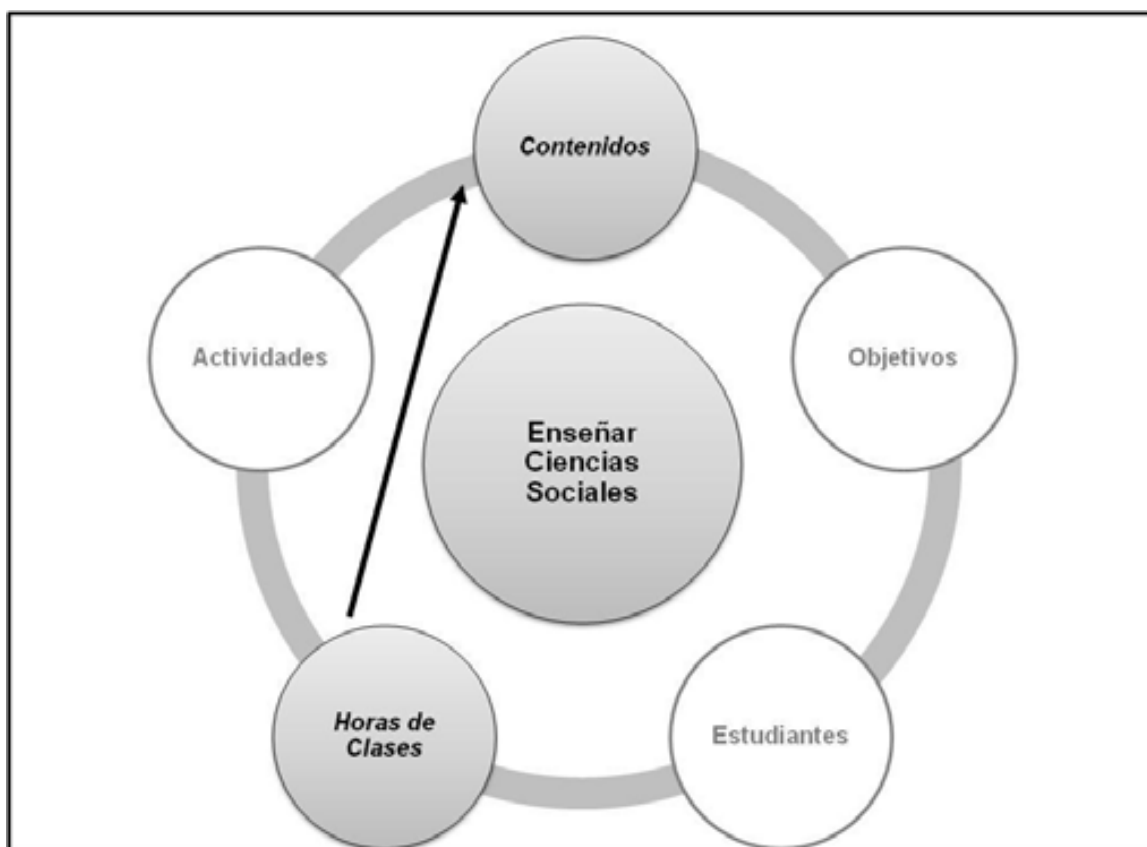 Contenidos
Actividades
Objetivos
Enseñar
Ciencias
Sociales
Horas de
Clases
Estudiantes